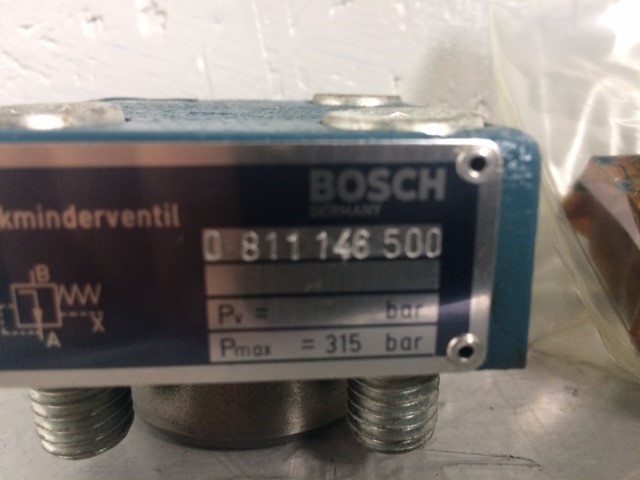 BOSCH
GERMANY
kminderventil
0 811 146 500
B
Pv = bar
X
A
Pmax = 315 bar